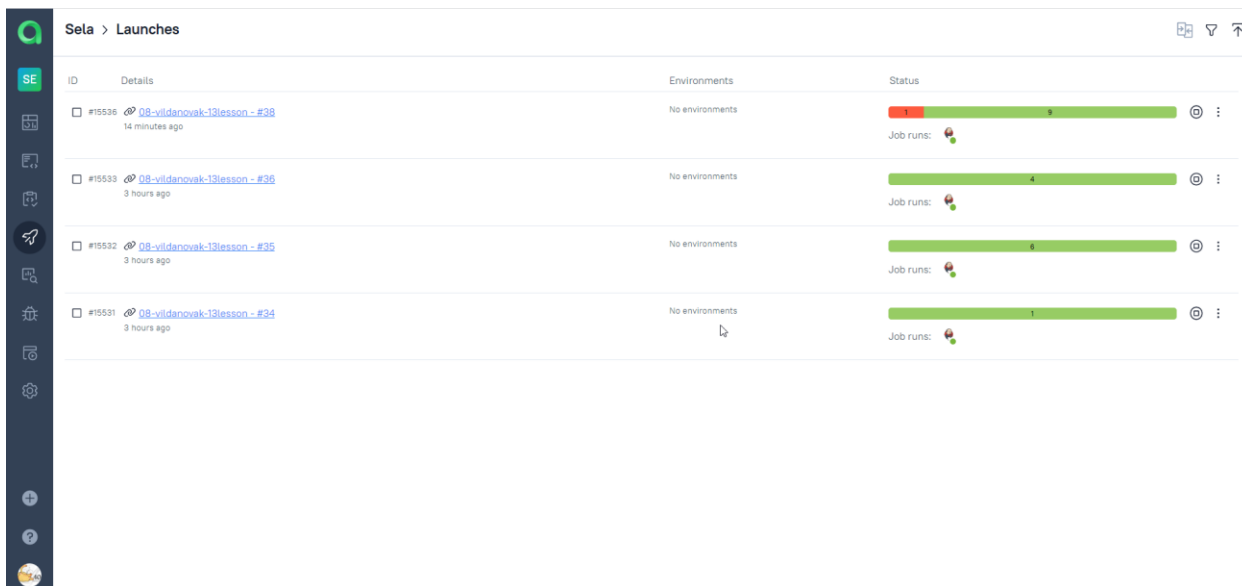 Sela > Launches
SE
ID Details Environments Status
#15536 08-vildanovak-13lesson - #38 No environments 1 9
14 minutes ago
Job runs:
#15533 08-vildanovak-13lesson - #36 No environments 4
3 hours ago
Job runs:
#15532 08-vildanovak-13lesson - #35 No environments 6
3 hours ago
Job runs:
#15531 08-vildanovak-13lesson - #34 No environments 1
3 hours ago
Job runs: